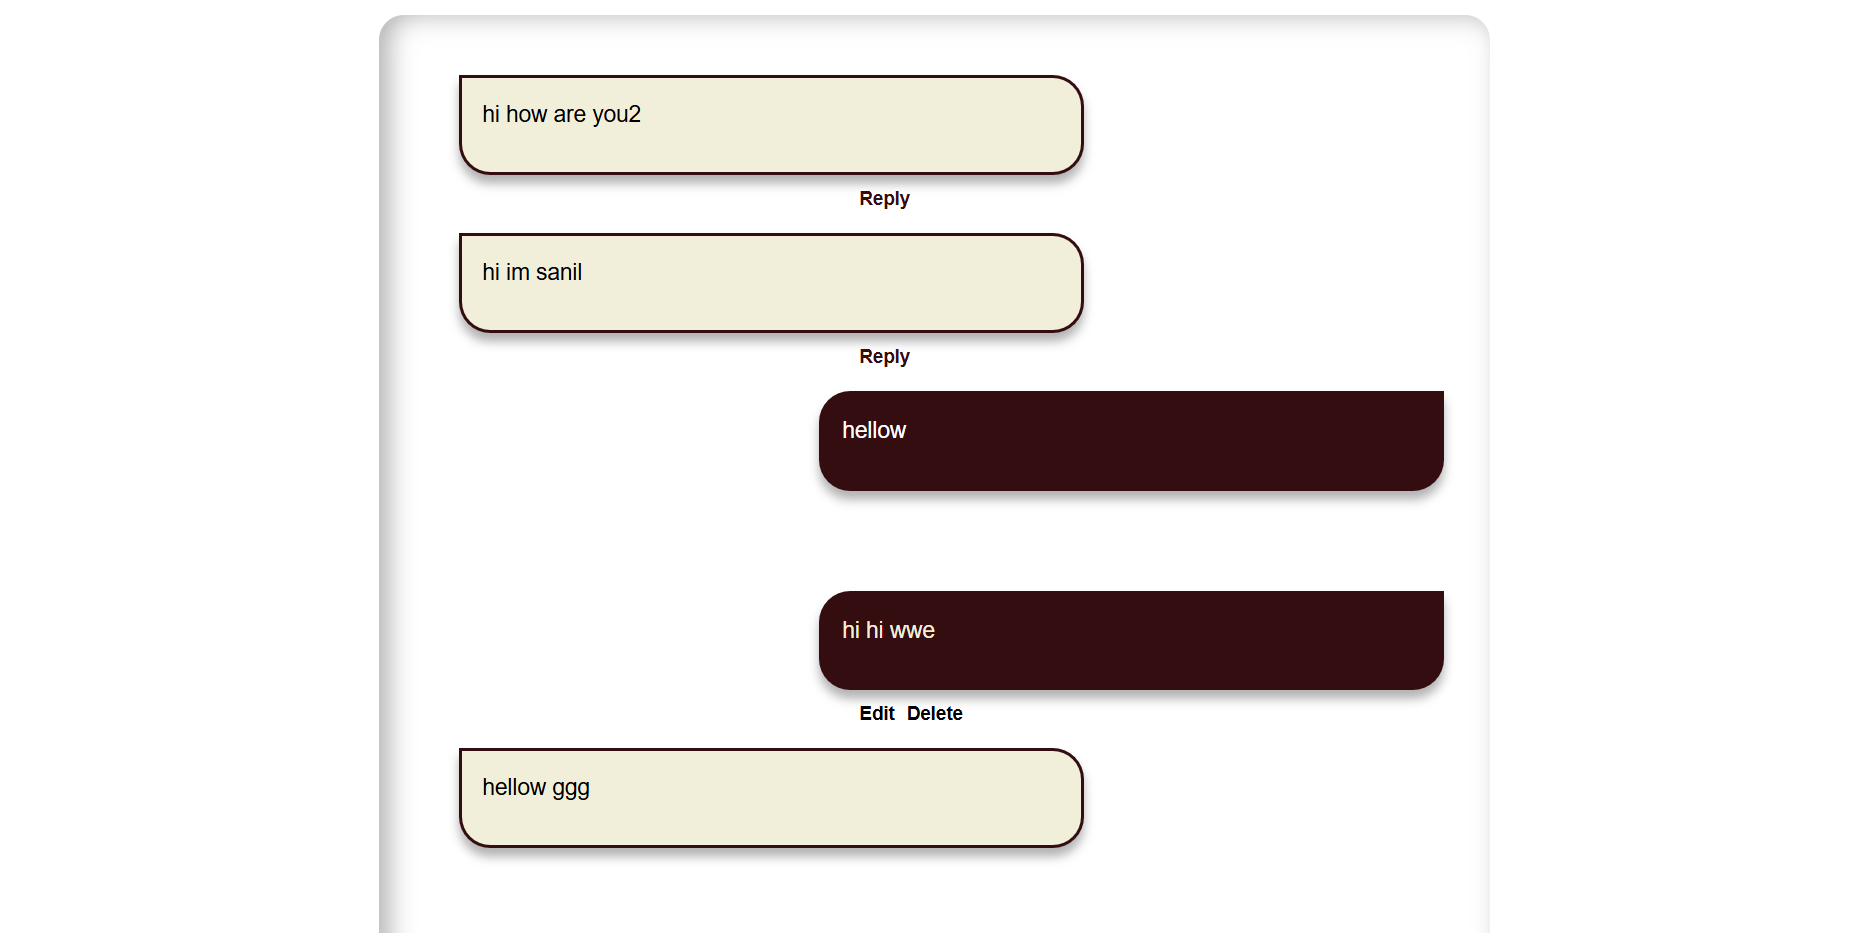 hi how are you2
Reply
hi im sanil
Reply
hellow
hi hi wwe
Edit Delete
hellow ggg